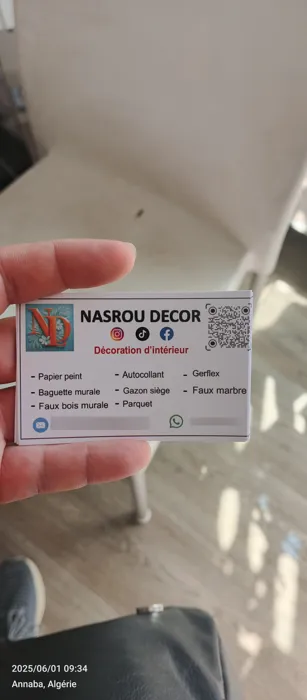 ND
NASROU DECOR
Décoration d'intérieur
- Papier peint
- Baguette murale
- Faux bois murale
- Autocollant
- Gazon siège
- Parquet
- Gerflex
- Faux marbre
2025/06/01 09:34
Annaba, Algérie